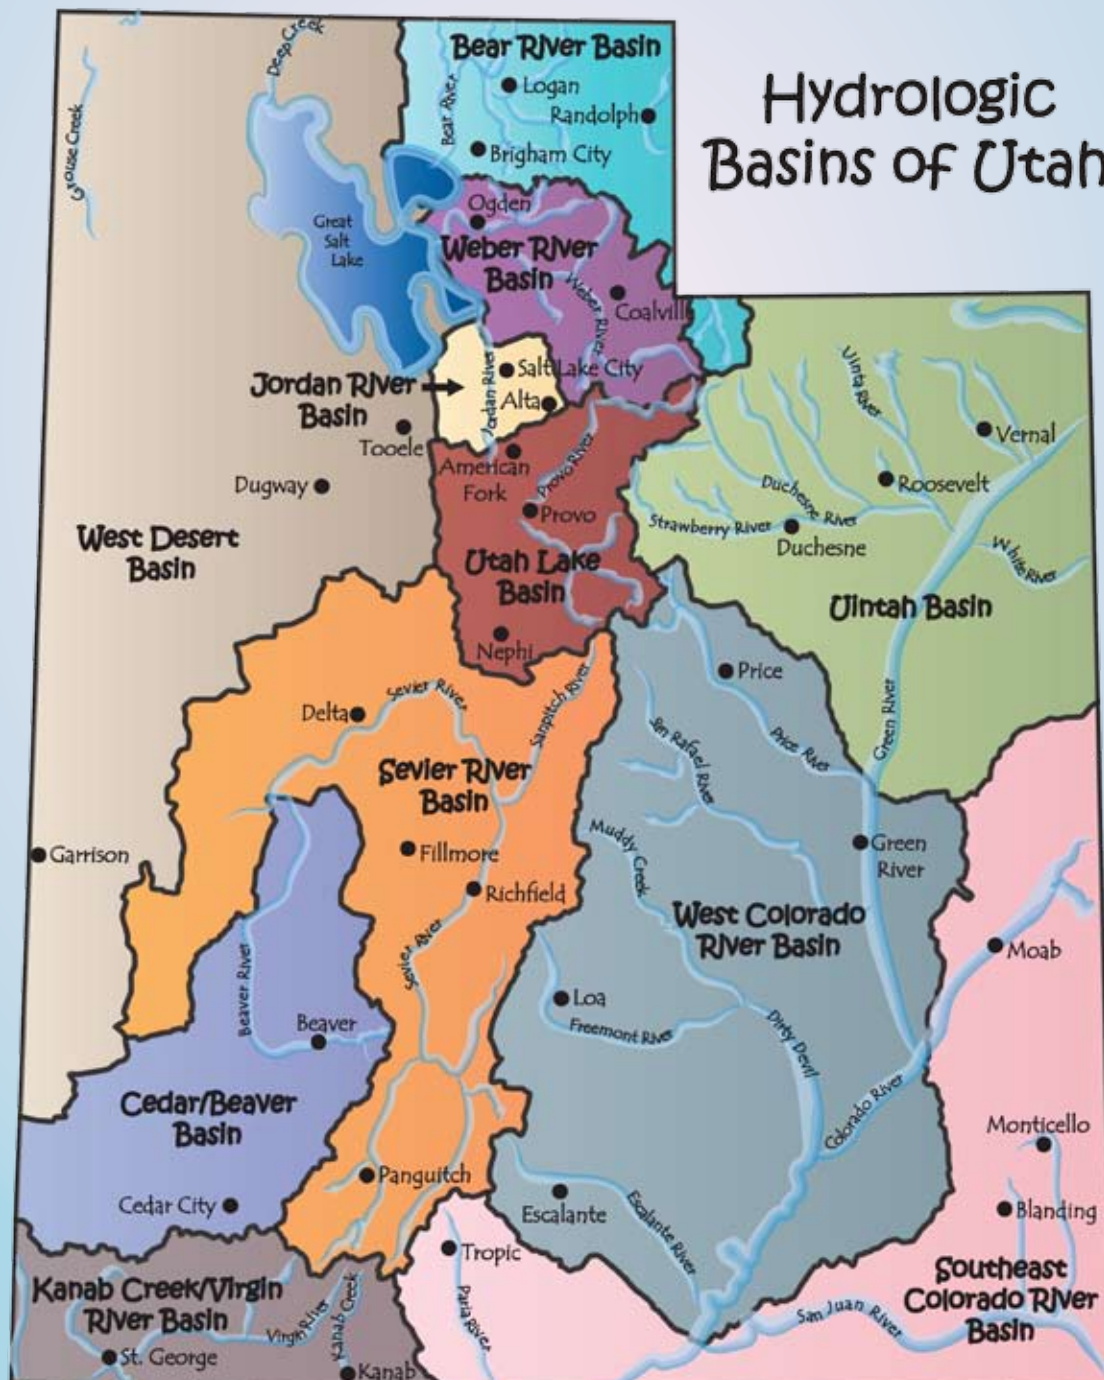 Hydrologic
Basins of Utah
Deep Creek
Grouse Creek
Bear River Basin
Bear River
Logan
Randolph
Brigham City
Great
Salt
Lake
Ogden
Weber River
Basin
Weber River
Coalvill
Jordan River
Basin
Jordan River
Salt Lake City
Alta
Tooele
Dugway
West Desert
Basin
American
Fork
Provo River
Provo
Utah Lake
Basin
Nephi
Uinta River
Vernal
Roosevelt
Duchesne River
Strawberry River
Duchesne
White River
Uintah Basin
Green River
Delta
Sevier River
Sanpitch River
Sevier River
Basin
Fillmore
Richfield
Sevier River
Garrison
Price
Price River
San Rafael River
Muddy Creek
Green
River
West Colorado
River Basin
Loa
Freemont River
Dirty Devil
Colorado River
Moab
Beaver River
Beaver
Cedar/Beaver
Basin
Cedar City
Panguitch
Escalante
Escalante River
Monticello
Blanding
Tropic
Paria River
Southeast
Colorado River
Basin
San Juan River
Kanab Creek/Virgin
River Basin
Virgin River
Kanab Creek
St. George
Kanab